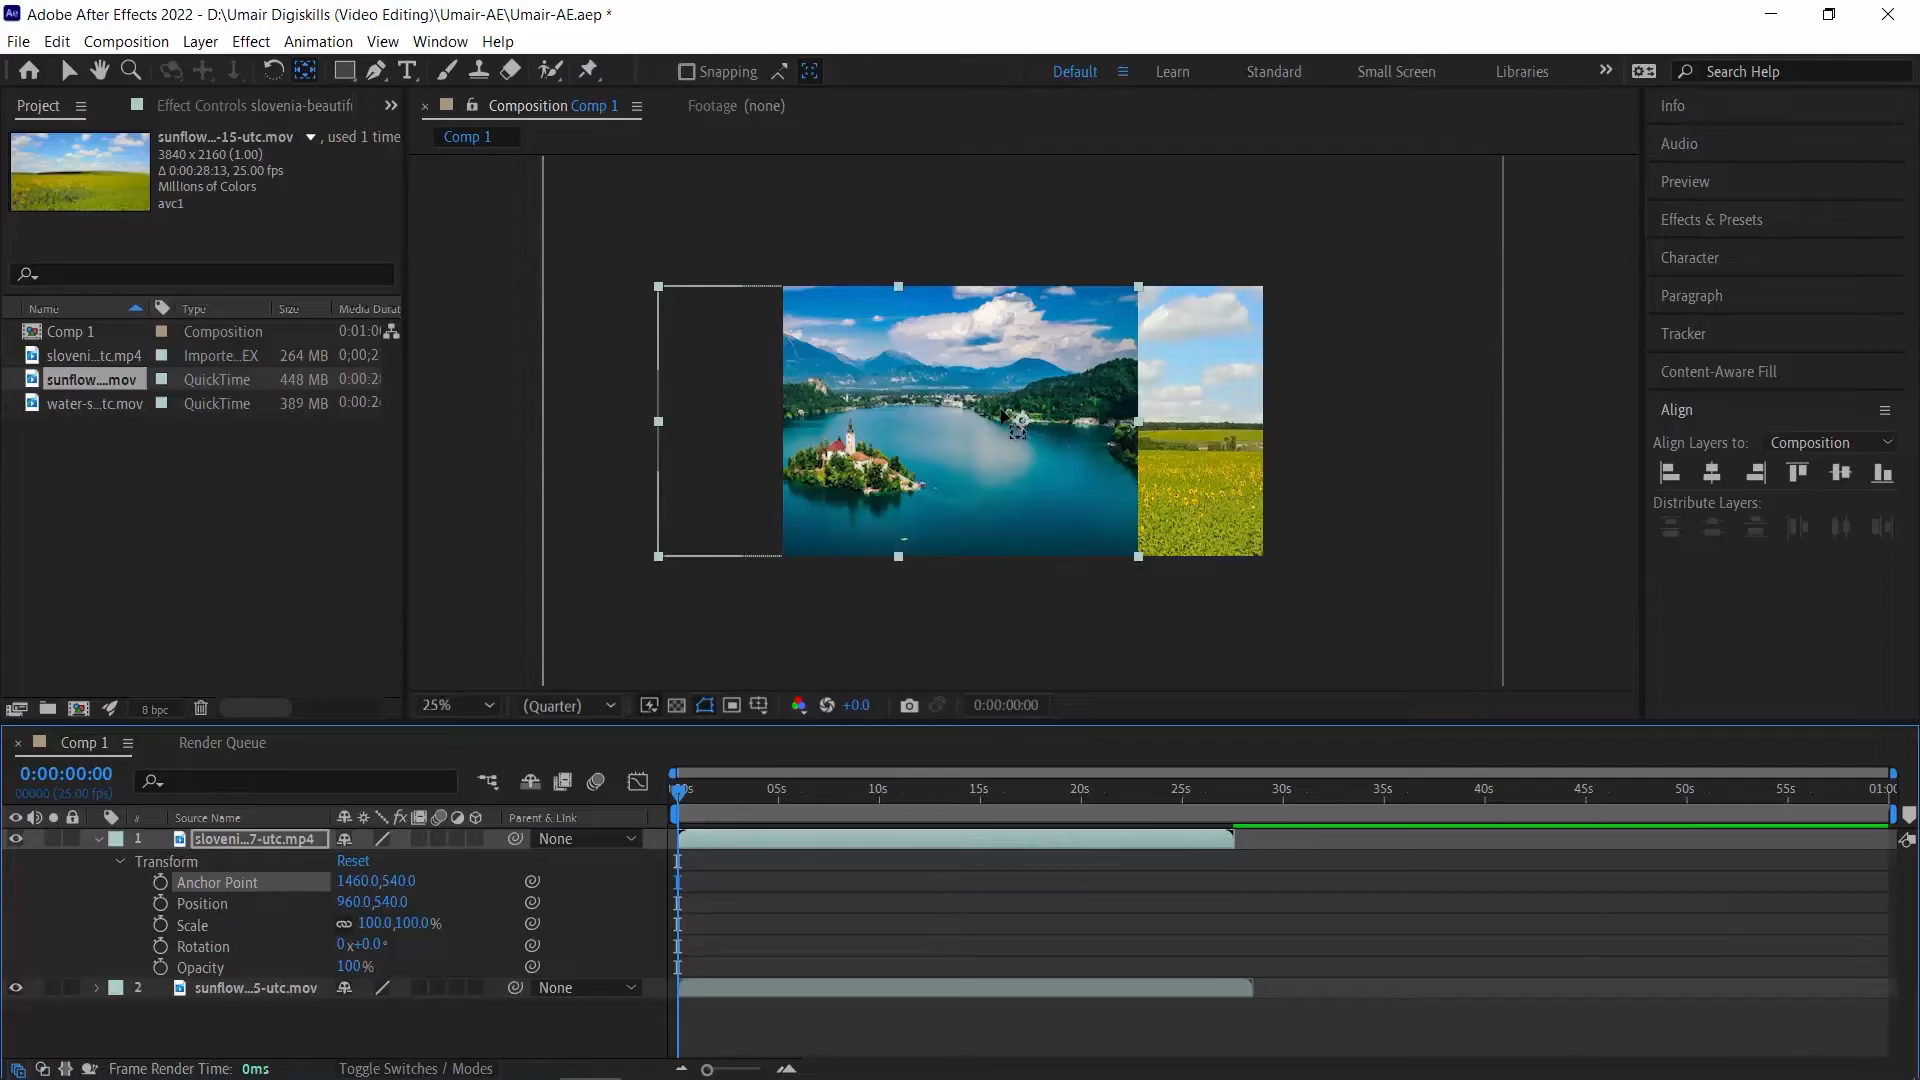 Adobe After Effects 2022 - D:\Umair Digiskills (Video Editing)\Umair-AE\Umair-AE.aep *
File Edit Composition Layer Effect Animation View Window Help
Snapping
Default Learn Standard Small Screen Libraries Search Help
Project Effect Controls slovenia-beautif
Composition Comp 1 Footage (none)
Comp 1
sunflow...-15-utc.mov , used 1 time
3840 x 2160 (1.00)
Δ 0:00:28:13, 25.00 fps
Millions of Colors
avc1
Name Type Size Media Durat
Comp 1 Composition 0:01:0
sloveni...tc.mp4 Importe...EX 264 MB 0;00;2
sunflow....mov QuickTime 448 MB 0:00:2
water-s...tc.mov QuickTime 389 MB 0:00:2
8 bpc
25% (Quarter) +0.0 0:00:00:00
Info
Audio
Preview
Effects & Presets
Character
Paragraph
Tracker
Content-Aware Fill
Align
Align Layers to: Composition
Distribute Layers:
Comp 1 Render Queue
0:00:00:00
00000 (25.00 fps)
05s 10s 15s 20s 25s 30s 35s 40s 45s 50s 55s 01:00
# Source Name fx Parent & Link
1 sloveni...7-utc.mp4 None
Transform Reset
Anchor Point 1460.0,540.0
Position 960.0,540.0
Scale 100.0,100.0%
Rotation 0x+0.0°
Opacity 100%
2 sunflow...5-utc.mov None
Frame Render Time: 0ms Toggle Switches / Modes